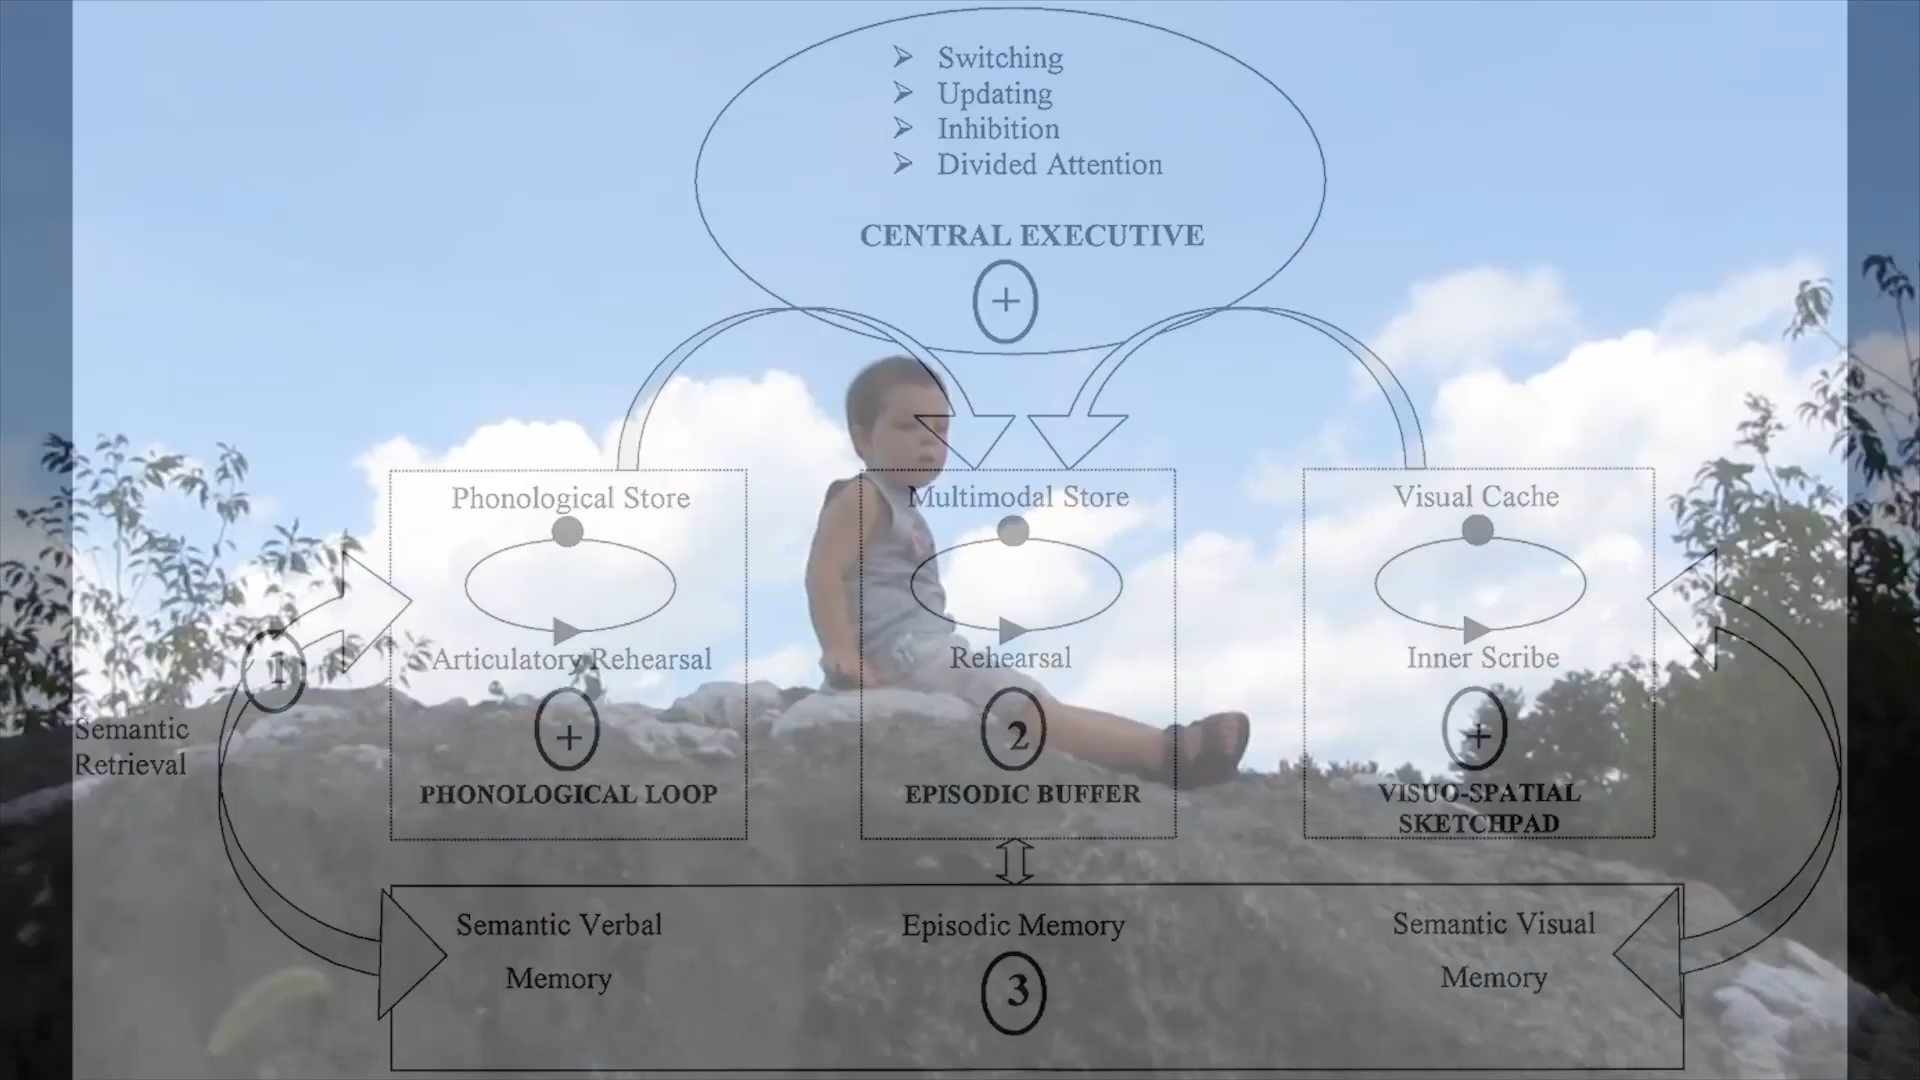 Switching
Updating
Inhibition
Divided Attention
CENTRAL EXECUTIVE
+
Phonological Store
Articulatory Rehearsal
+
PHONOLOGICAL LOOP
Multimodal Store
Rehearsal
2
EPISODIC BUFFER
Visual Cache
Inner Scribe
+
VISUO-SPATIAL
SKETCHPAD
1
Semantic
Retrieval
Semantic Verbal
Memory
Episodic Memory
3
Semantic Visual
Memory